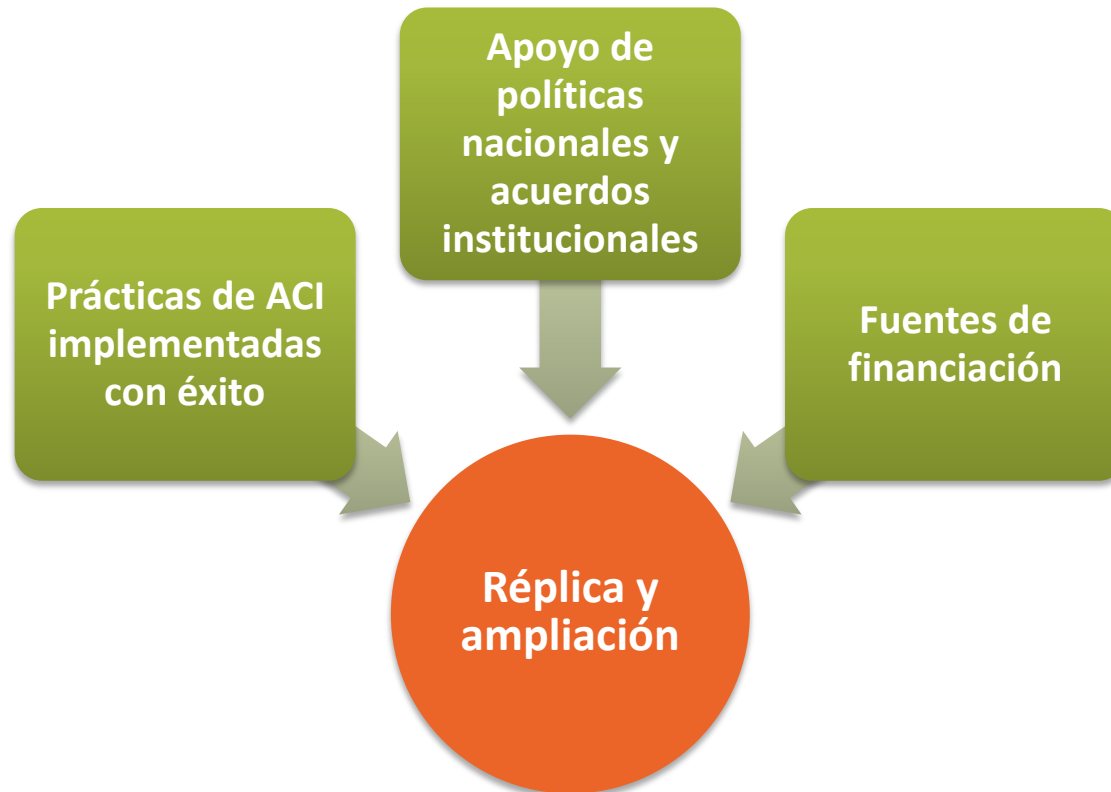 Apoyo de
políticas
nacionales y
acuerdos
institucionales
Prácticas de ACI
implementadas
con éxito
Fuentes de
financiación
Réplica y
ampliación